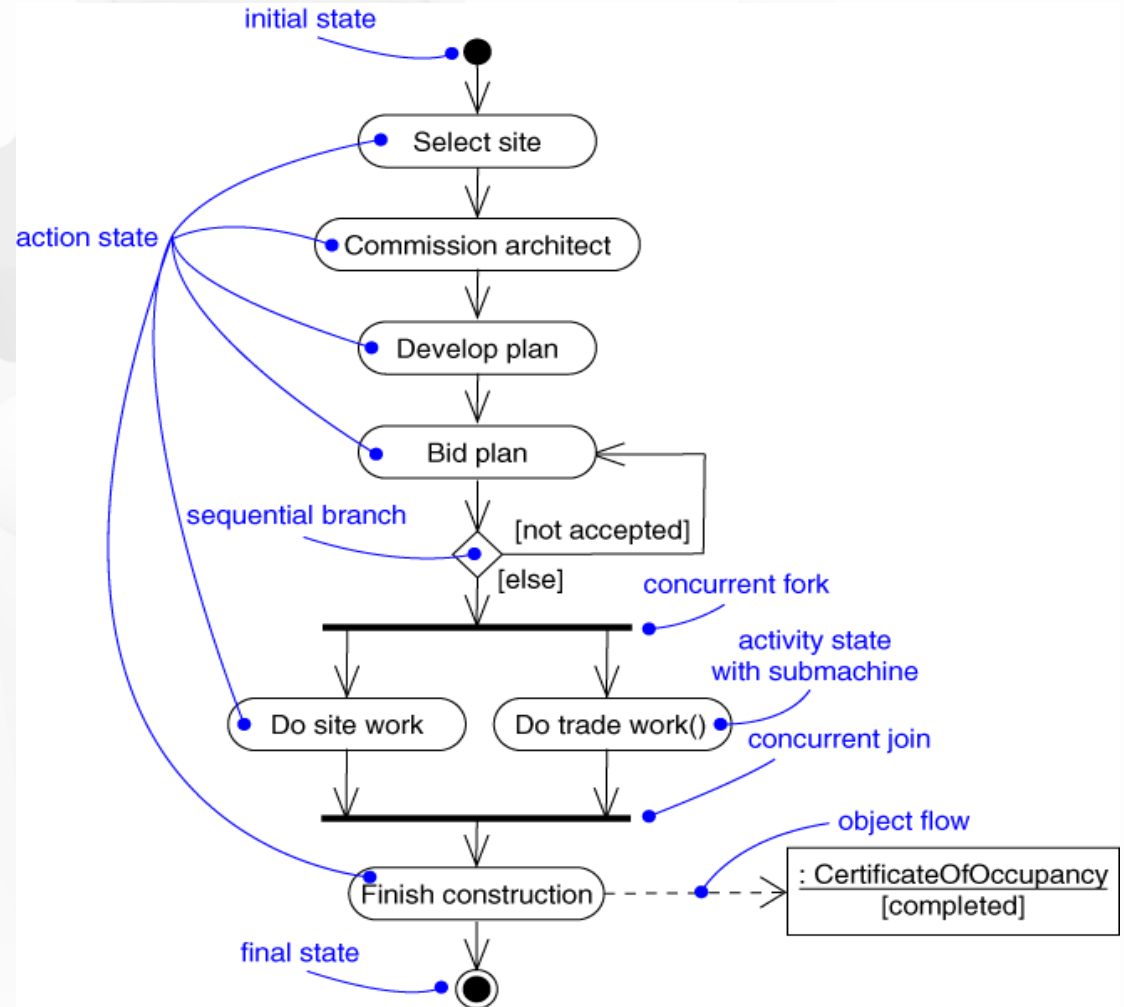 initial state
Select site
action state
Commission architect
Develop plan
Bid plan
sequential branch
[not accepted]
[else]
concurrent fork
activity state
with submachine
Do site work
Do trade work()
concurrent join
object flow
: CertificateOfOccupancy
[completed]
Finish construction
final state